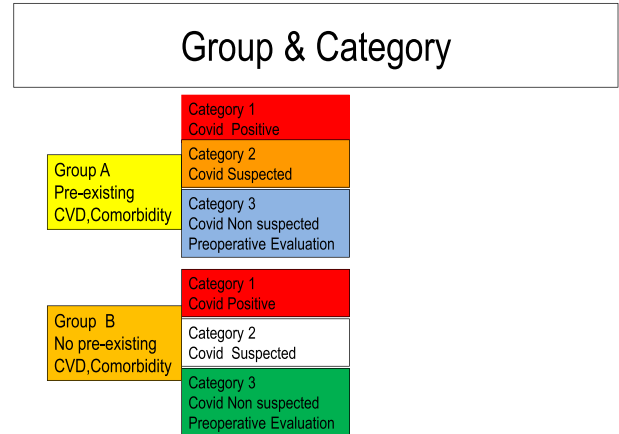 Group & Category
Category 1
Covid Positive
Category 2
Covid Suspected
Category 3
Covid Non suspected
Preoperative Evaluation
Group A
Pre-existing
CVD,Comorbidity
Category 1
Covid Positive
Category 2
Covid Suspected
Category 3
Covid Non suspected
Preoperative Evaluation
Group B
No pre-existing
CVD,Comorbidity